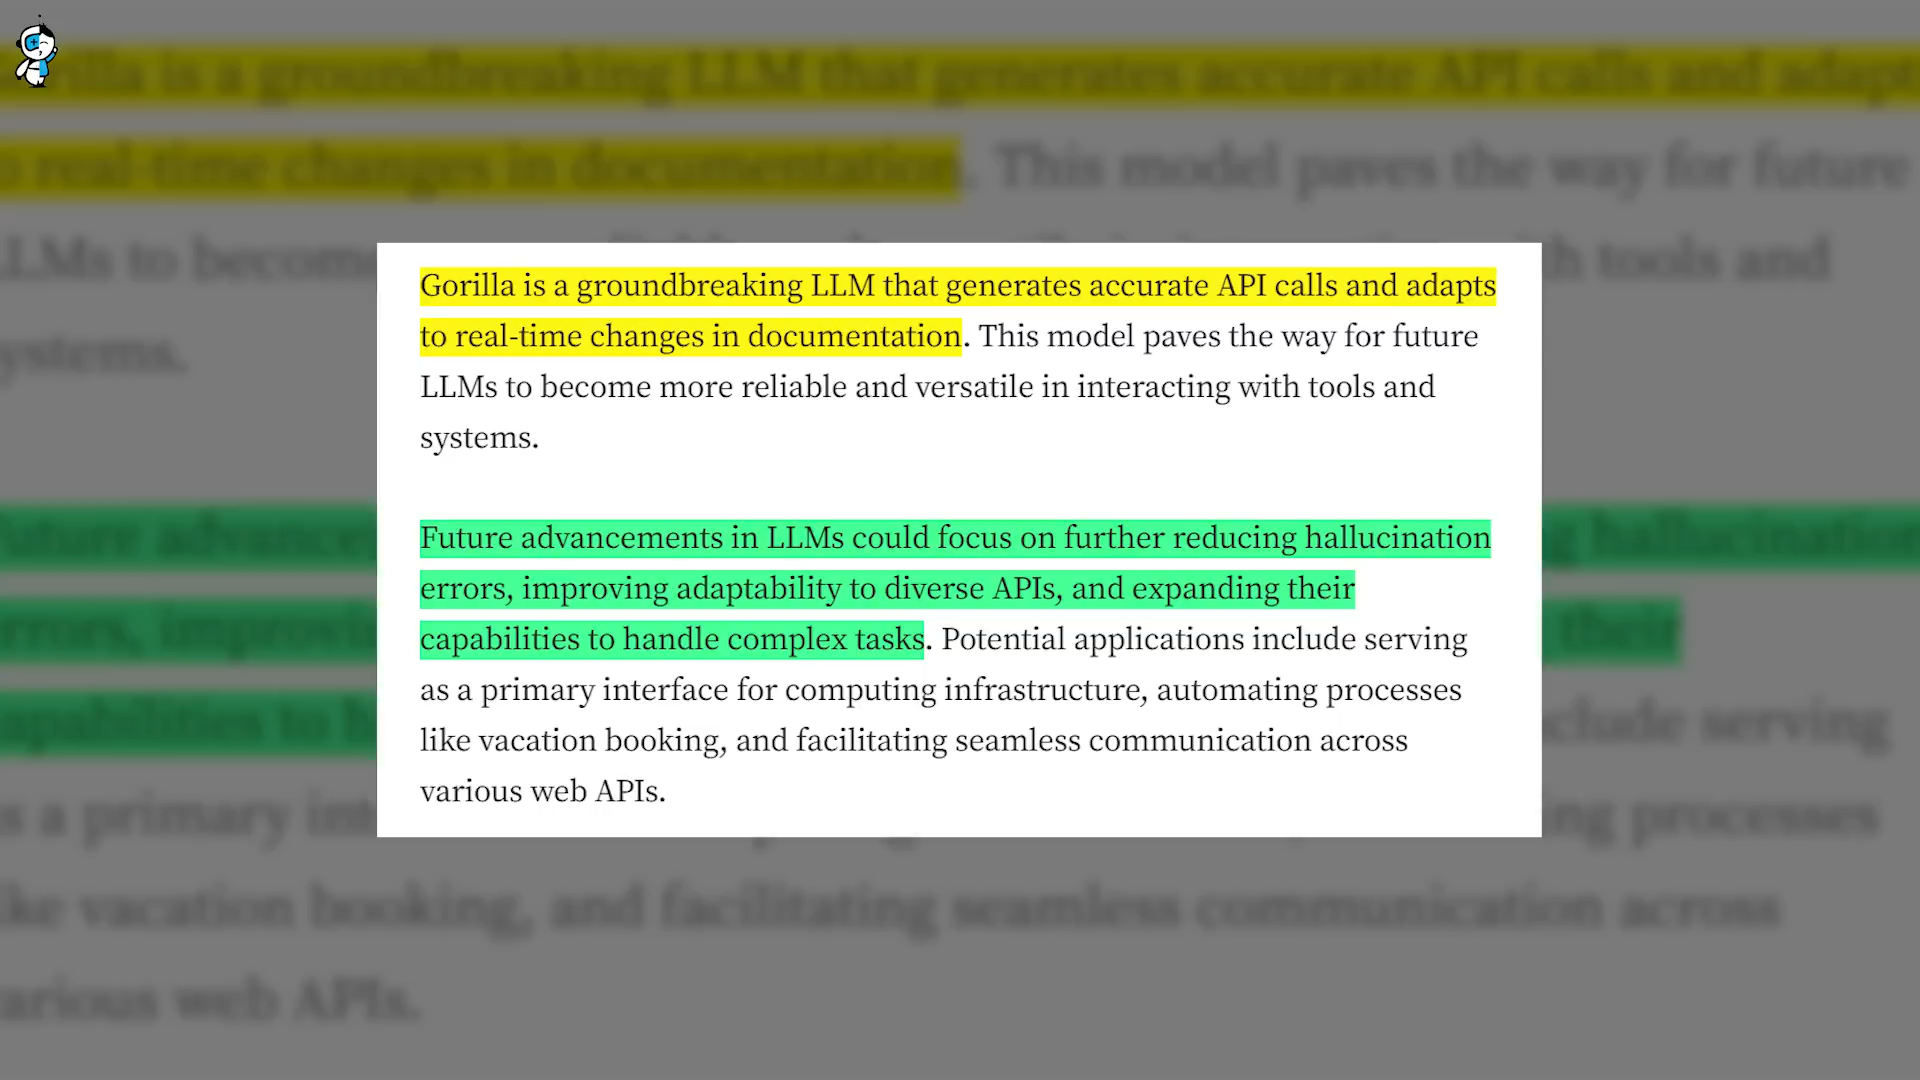 Gorilla is a groundbreaking LLM that generates accurate API calls and adapts
to real-time changes in documentation. This model paves the way for future
LLMs to become more reliable and versatile in interacting with tools and
systems.
Future advancements in LLMs could focus on further reducing hallucination
errors, improving adaptability to diverse APIs, and expanding their
capabilities to handle complex tasks. Potential applications include serving
as a primary interface for computing infrastructure, automating processes
like vacation booking, and facilitating seamless communication across
various web APIs.